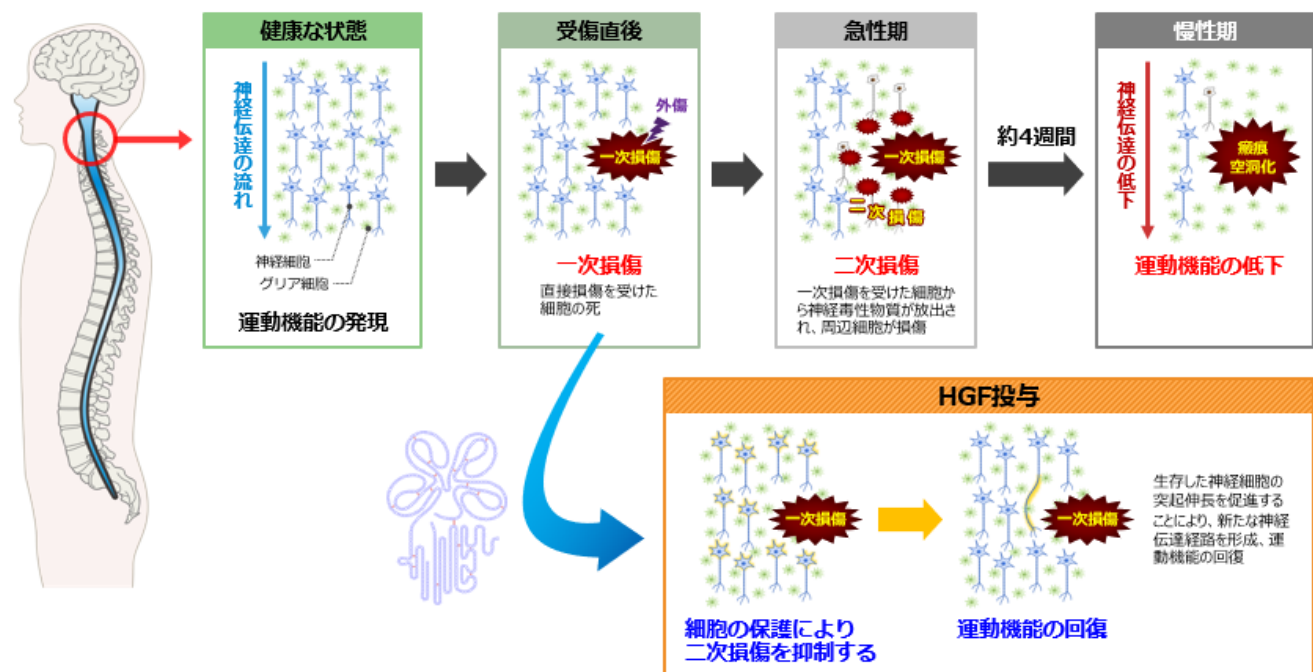 健康な状態
神経伝達の流れ
神経細胞
グリア細胞
運動機能の発現
受傷直後
外傷
一次損傷
一次損傷
直接損傷を受けた
細胞の死
急性期
一次損傷
二次損傷
二次損傷
一次損傷を受けた細胞か
ら神経毒性物質が放出さ
れ、周辺細胞が損傷
約4週間
慢性期
神経伝達の低下
瘢痕
空洞化
運動機能の低下
HGF投与
一次損傷
細胞の保護により
二次損傷を抑制する
一次損傷
運動機能の回復
生存した神経細胞の
突起伸長を促進する
ことにより、新たな神経
伝達経路を形成、運
動機能の回復